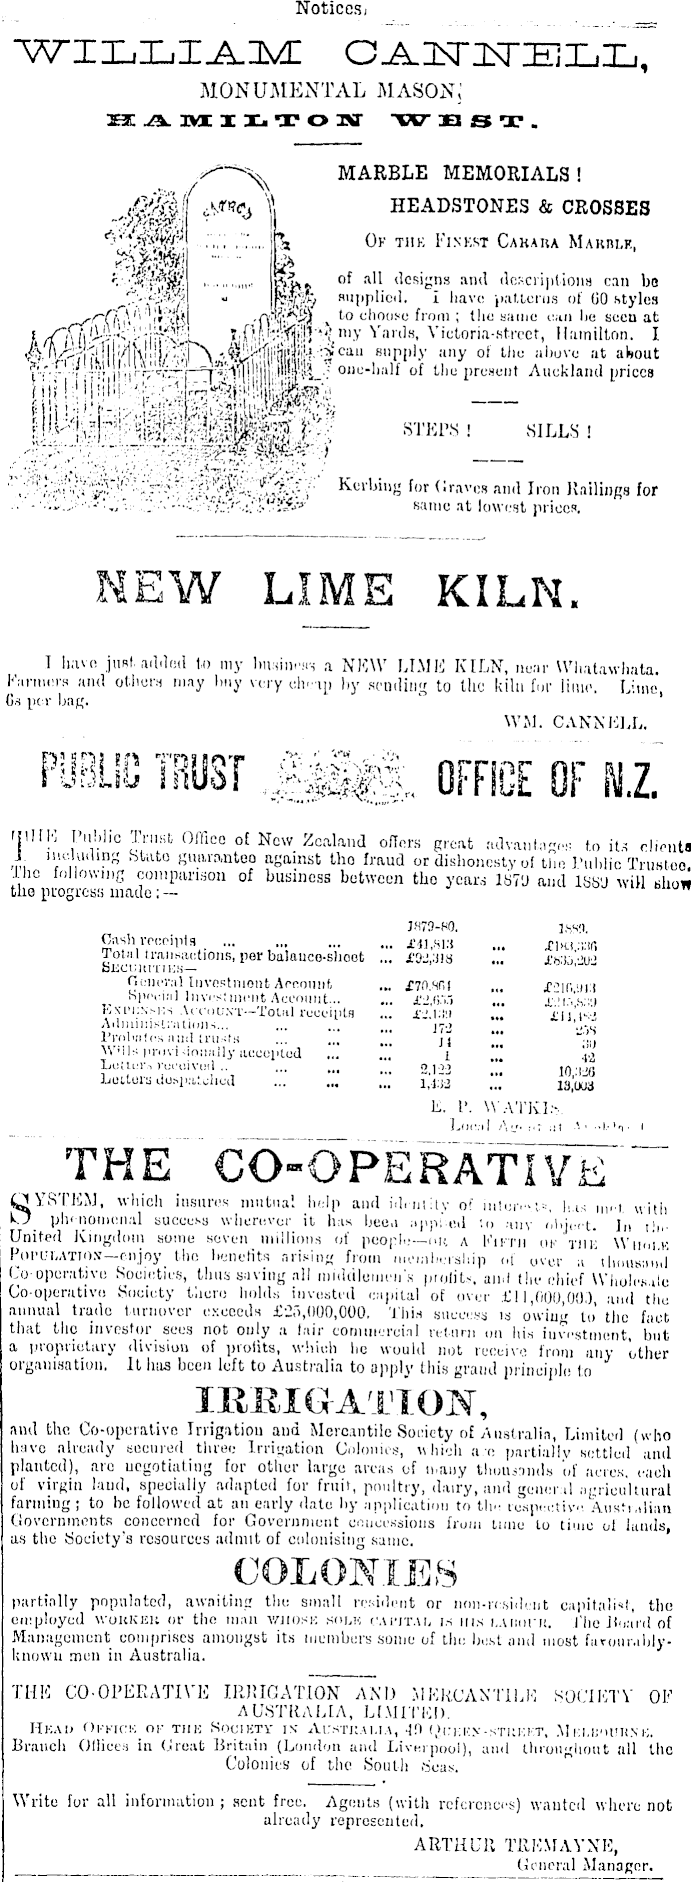 Notices.
WILLIAM CANNELL,
MONUMENTAL MASON,
HAMILTON WEST.
MARBLE MEMORIALS!
HEADSTONES & CROSSES
OF THE FINEST CARARA MARBLE,
of all designs and descriptions can be
supplied. I have patterns of 60 styles
to choose from; the same can be seen at
my Yards, Victoria-street, Hamilton. I
can supply any of the above at about
one-half of the present Auckland prices
STEPS! SILLS!
Kerbing for Graves and Iron Railings for
same at lowest prices.
NEW LIME KILN.
I have just added to my business a NEW LIME KILN, near Whatawhata.
Farmers and others may buy very cheap by sending to the kiln for lime. Lime,
6s per bag.
WM. CANNELL.
PUBLIC TRUST OFFICE OF N.Z.
THE Public Trust Office of New Zealand offers great advantages to its clients
including State guarantee against the fraud or dishonesty of the Public Trustee.
The following comparison of business between the years 1879 and 1889 will show
the progress made:—
1879-80. 1889.
Cash receipts ... ... ... ... £41,813 ... £193,336
Total transactions, per balance-sheet ... £92,318 ... £835,202
SECURITIES—
General Investment Account ... £70,864 ... £216,913
Special Investment Account... ... £2,655 ...
EXPENSES ACCOUNT—Total receipts ... £2,139 ... £11,482
Administrations... ... ... ... 172 ... 258
Probates and trusts ... ... ... 14 ... 30
Wills provisionally accepted ... ... 1 ... 42
Letters received .. ... ... ... 2,122 ... 10,326
Letters despatched ... ... ... 1,432 ... 13,003
E. P. WATKIS.
Local Agent at
THE CO-OPERATIVE
SYSTEM, which insures mutual help and identity of interests, has met with
phenomenal success wherever it has been applied to any object. In the
United Kingdom some seven millions of people—OR A FIFTH OF THE WHOLE
POPULATION—enjoy the benefits arising from membership of over a thousand
Co-operative Societies, thus saving all middlemen's profits, and the chief Wholesale
Co-operative Society there holds invested capital of over £11,000,000, and the
annual trade turnover exceeds £25,000,000. This success is owing to the fact
that the investor sees not only a fair commercial return on his investment, but
a proprietary division of profits, which he would not receive from any other
organisation. It has been left to Australia to apply this grand principle to
IRRIGATION,
and the Co-operative Irrigation and Mercantile Society of Australia, Limited (who
have already secured three Irrigation Colonies, which are partially settled and
planted), are negotiating for other large areas of many thousands of acres, each
of virgin land, specially adapted for fruit, poultry, dairy, and general agricultural
farming; to be followed at an early date by application to the respective Australian
Governments concerned for Government concessions from time to time of lands,
as the Society's resources admit of colonising same.
COLONIES
partially populated, awaiting the small resident or non-resident capitalist, the
employed WORKER or the man WHOSE SOLE CAPITAL IS HIS LABOUR. The Board of
Management comprises amongst its members some of the best and most favourably-
known men in Australia.
THE CO-OPERATIVE IRRIGATION AND MERCANTILE SOCIETY OF
AUSTRALIA, LIMITED.
HEAD OFFICE OF THE SOCIETY IN AUSTRALIA, 49 QUEEN-STREET, MELBOURNE.
Branch Offices in Great Britain (London and Liverpool), and throughout all the
Colonies of the South Seas.
Write for all information; sent free. Agents (with references) wanted where not
already represented.
ARTHUR TREMAYNE,
General Manager.